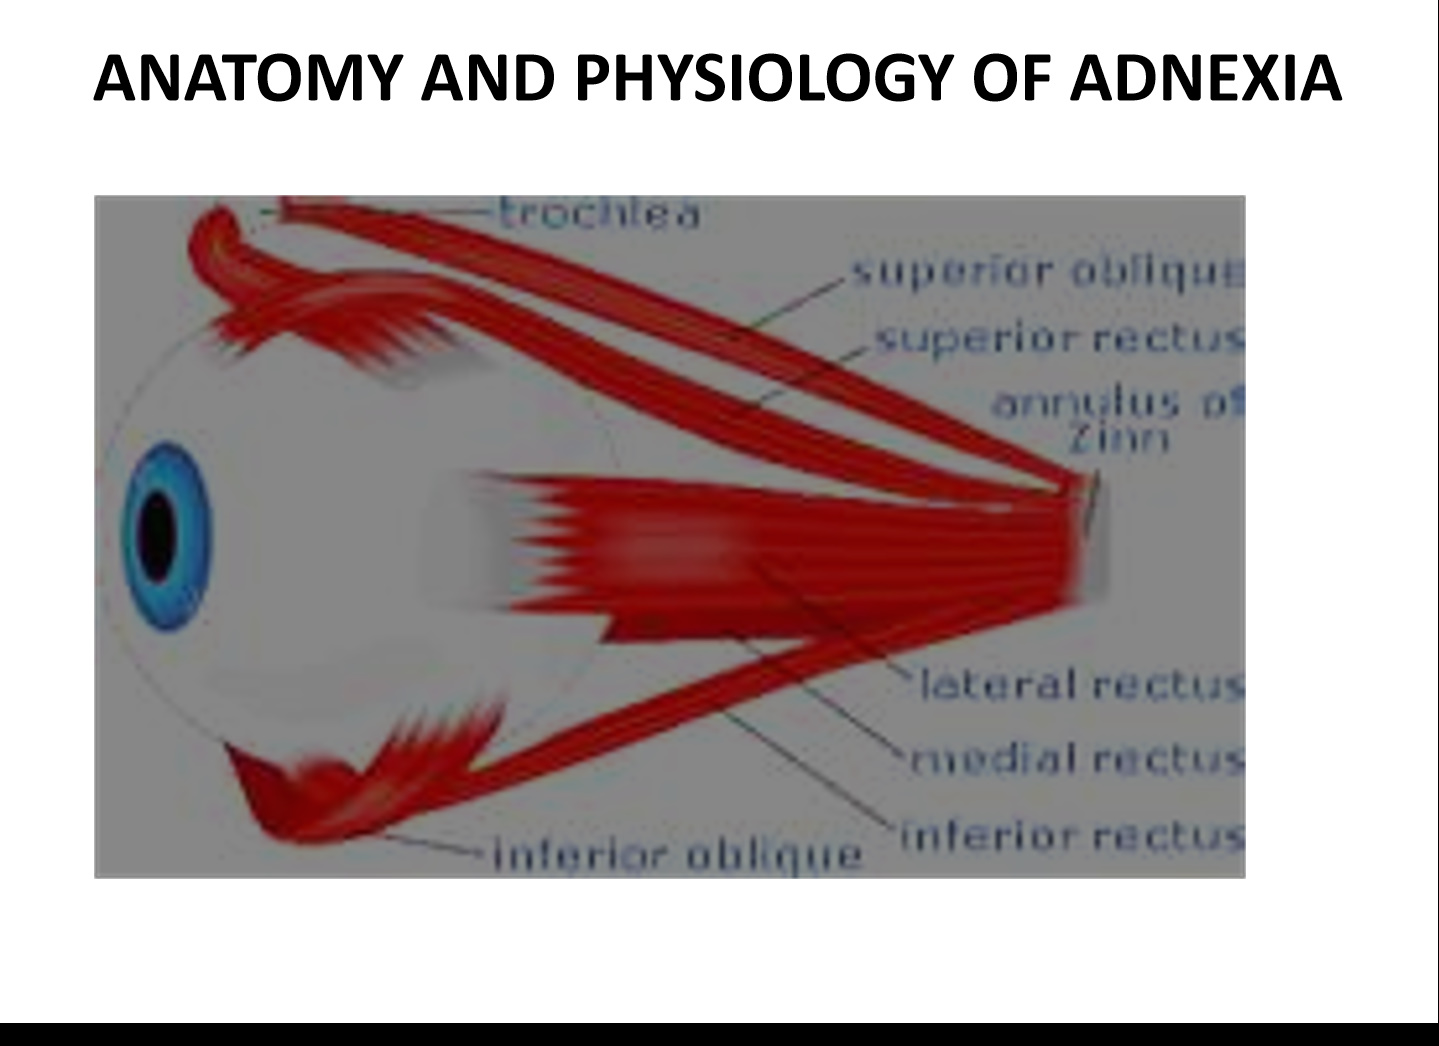 ANATOMY AND PHYSIOLOGY OF ADNEXIA
trochlea
superior oblique
superior rectus
annulus of
Zinn
lateral rectus
medial rectus
inferior rectus
inferior oblique